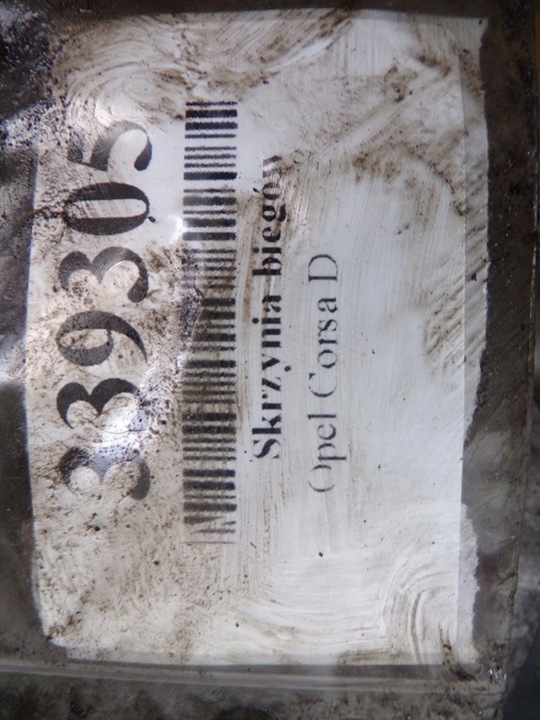 339305
Skrzynia biegów
Opel Corsa D